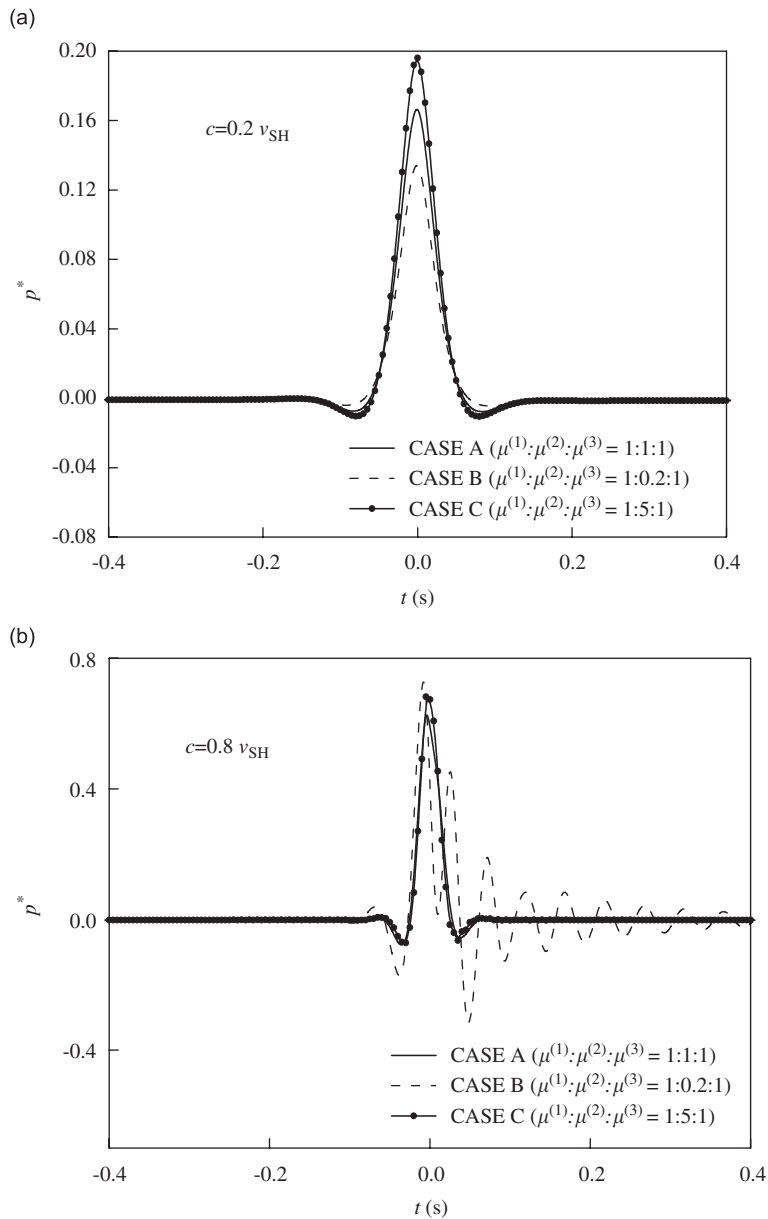 (a)
0.20
0.16
0.12
0.08
0.04
0.00
-0.04
-0.08
p*
c=0.2 v_SH
CASE A (μ(1):μ(2):μ(3) = 1:1:1)
CASE B (μ(1):μ(2):μ(3) = 1:0.2:1)
CASE C (μ(1):μ(2):μ(3) = 1:5:1)
-0.4 -0.2 0.0 0.2 0.4
t (s)
(b)
0.8
0.4
0.0
-0.4
p*
c=0.8 v_SH
CASE A (μ(1):μ(2):μ(3) = 1:1:1)
CASE B (μ(1):μ(2):μ(3) = 1:0.2:1)
CASE C (μ(1):μ(2):μ(3) = 1:5:1)
-0.4 -0.2 0.0 0.2 0.4
t (s)